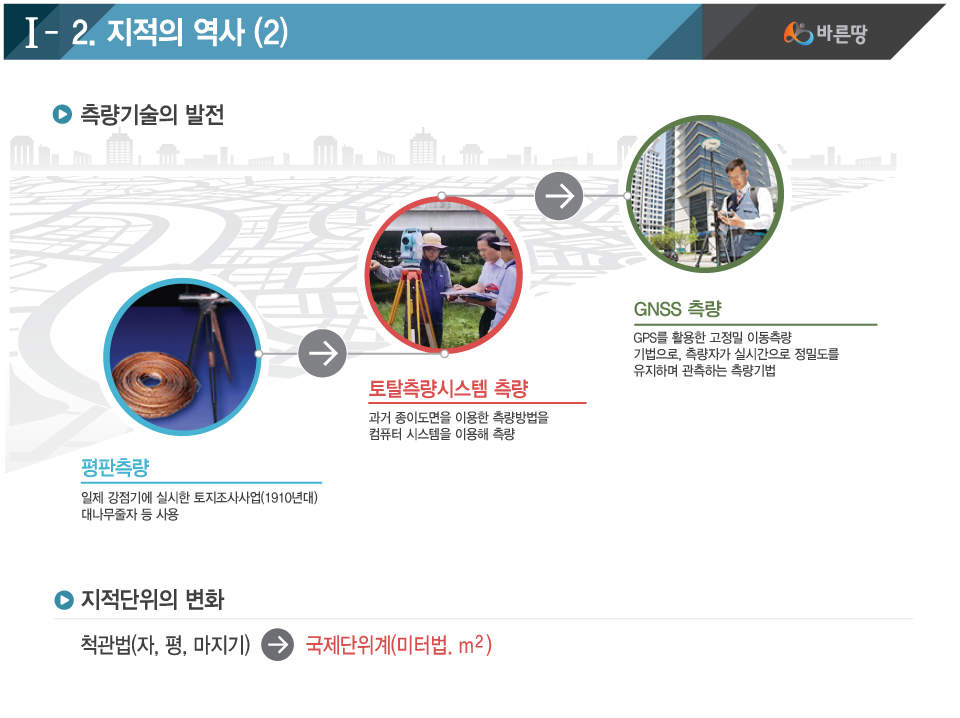 I - 2. 지적의 역사 (2)
바른땅
측량기술의 발전
GNSS 측량
GPS를 활용한 고정밀 이동측량
기법으로, 측량자가 실시간으로 정밀도를
유지하며 관측하는 측량기법
토탈측량시스템 측량
과거 종이도면을 이용한 측량방법을
컴퓨터 시스템을 이용해 측량
평판측량
일제 강점기에 실시한 토지조사사업(1910년대)
대나무줄자 등 사용
지적단위의 변화
척관법(자, 평, 마지기) → 국제단위계(미터법. m²)